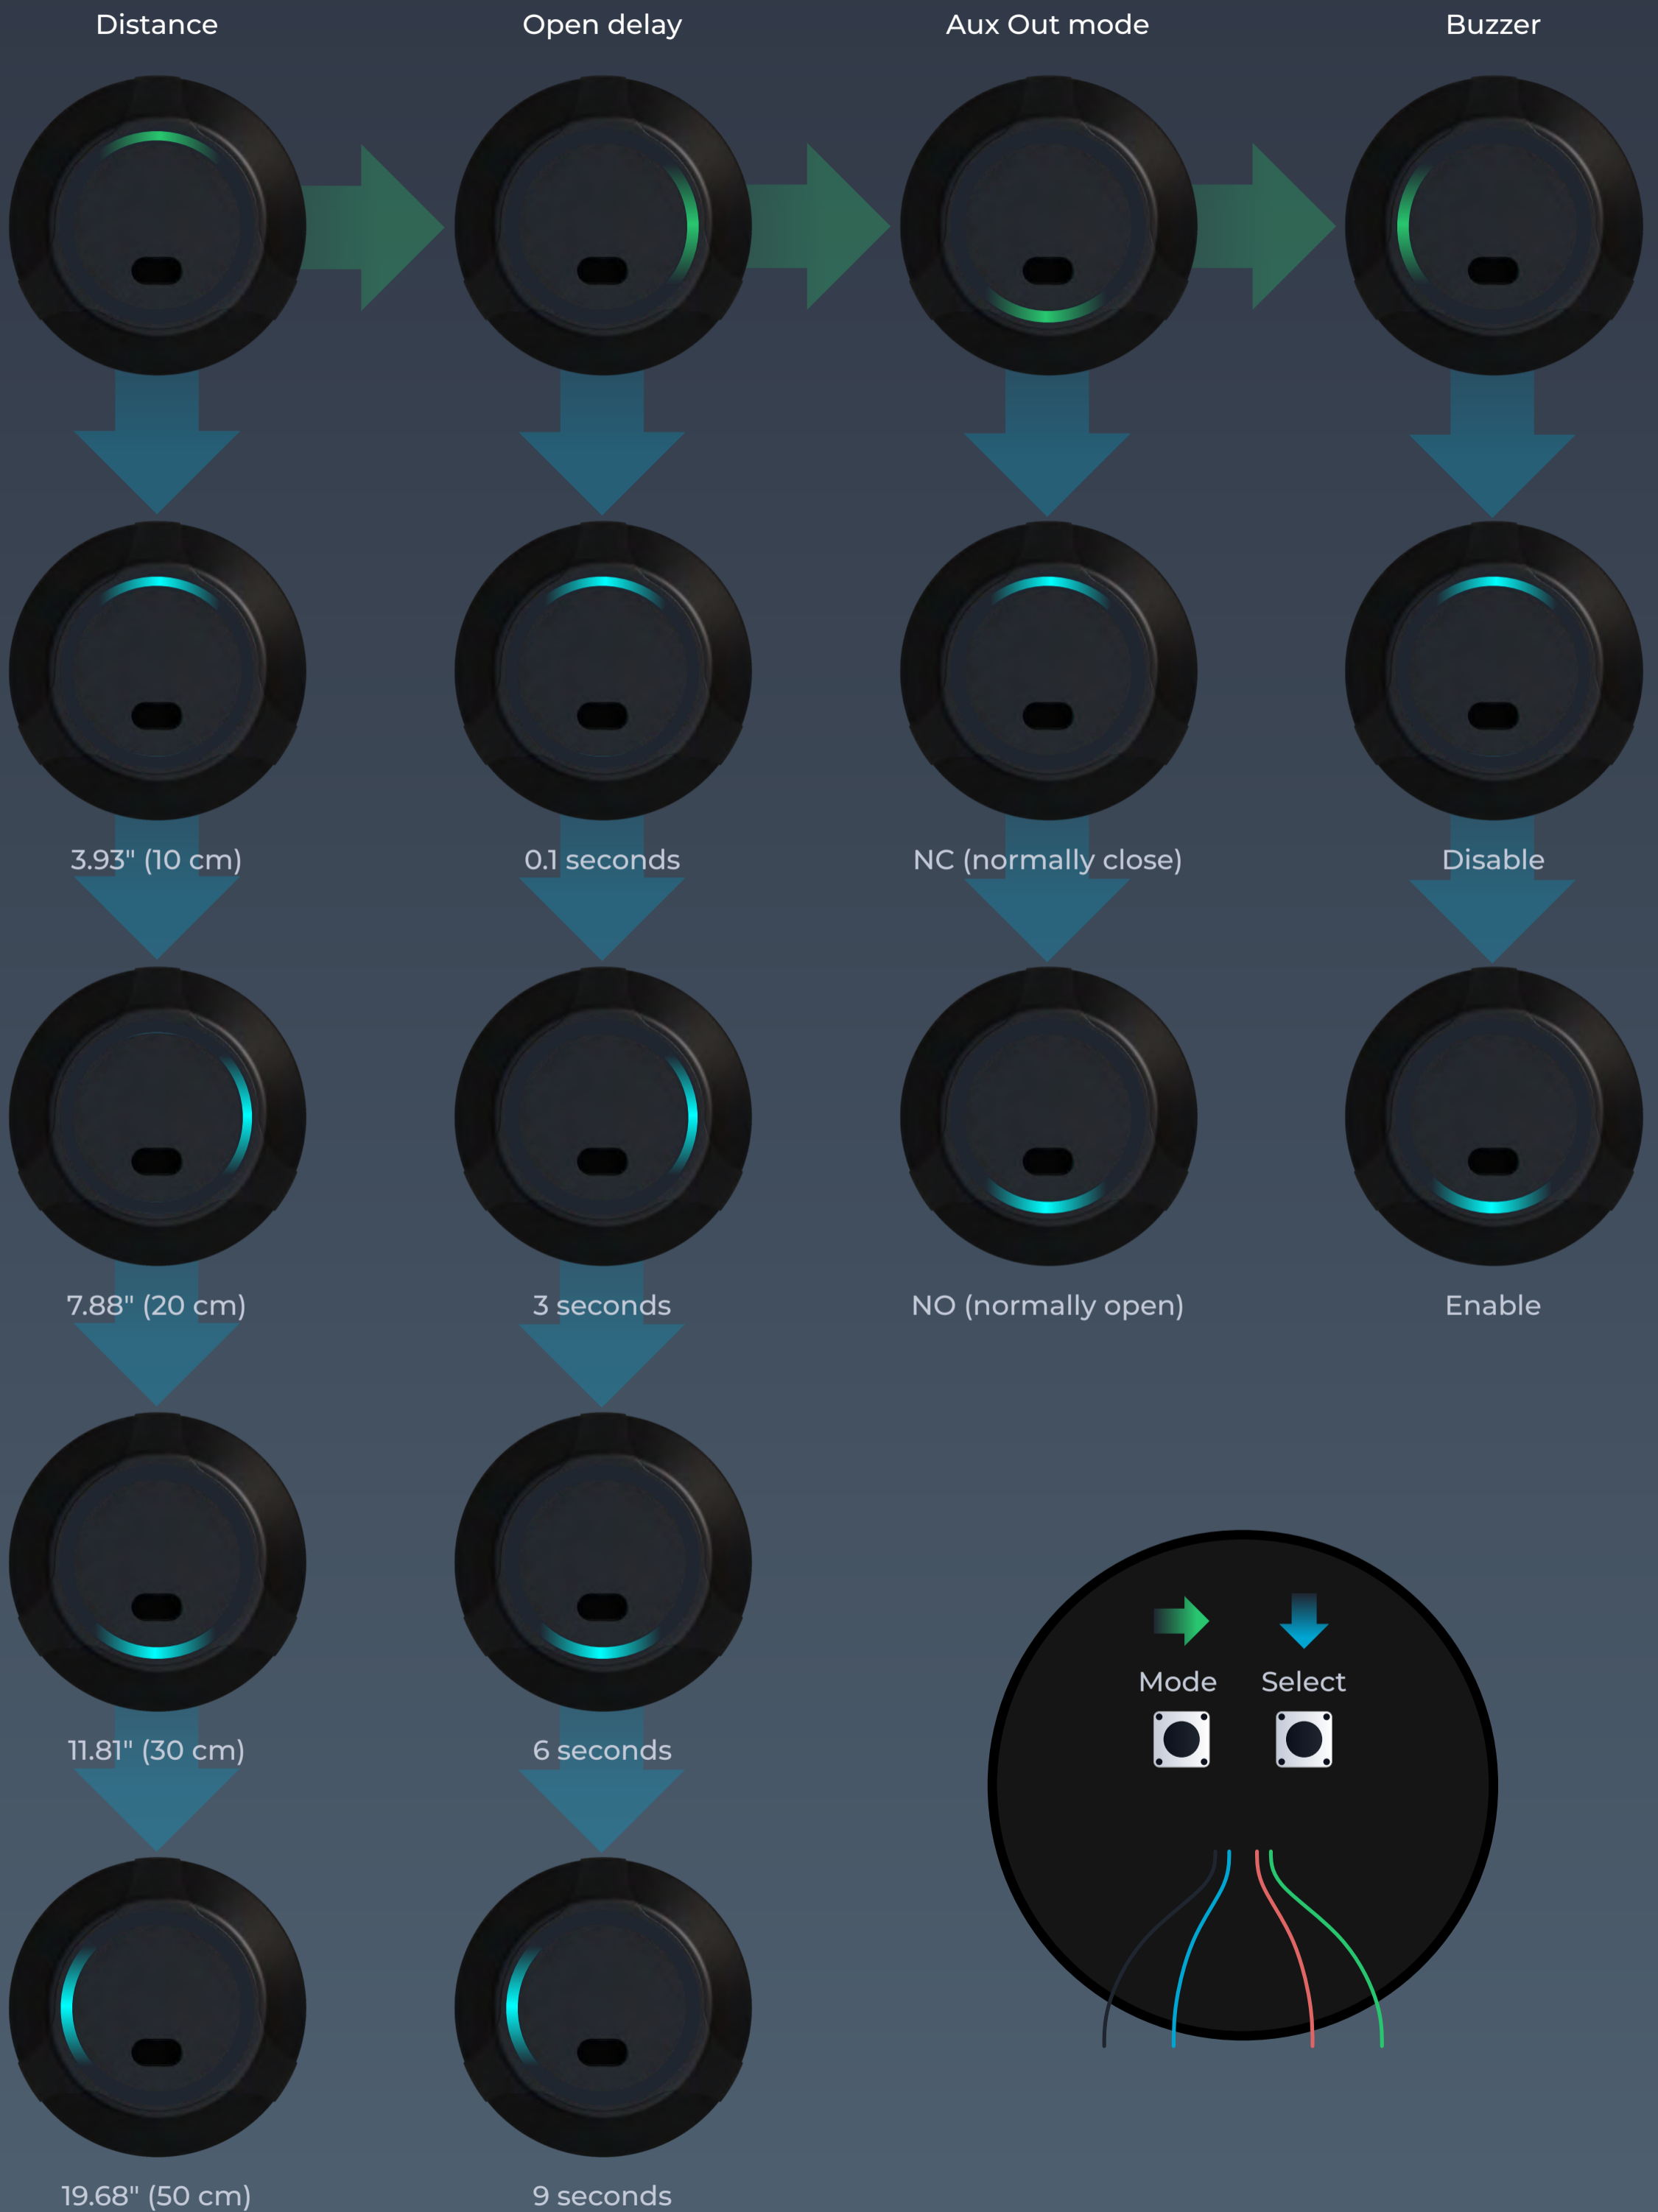 Distance
Open delay
Aux Out mode
Buzzer
3.93" (10 cm)
0.1 seconds
NC (normally close)
Disable
7.88" (20 cm)
3 seconds
NO (normally open)
Enable
11.81" (30 cm)
6 seconds
Mode
Select
19.68" (50 cm)
9 seconds